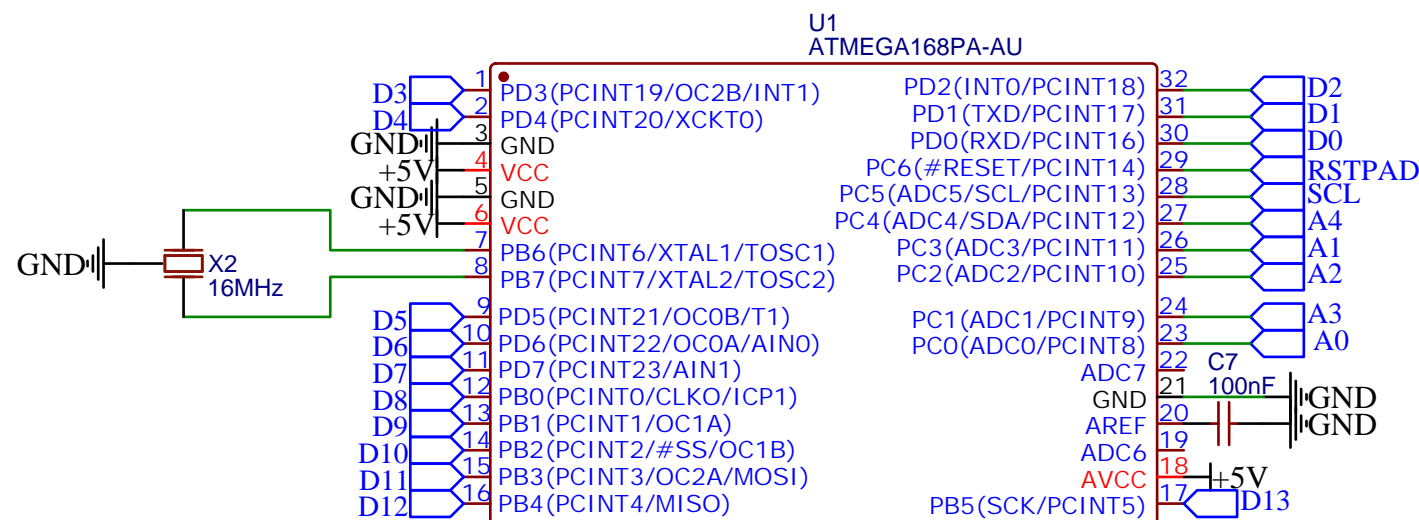 U1
ATMEGA168PA-AU
D3 1 PD3(PCINT19/OC2B/INT1)
D4 2 PD4(PCINT20/XCKT0)
GND 3 GND
+5V 4 VCC
GND 5 GND
+5V 6 VCC
7 PB6(PCINT6/XTAL1/TOSC1)
8 PB7(PCINT7/XTAL2/TOSC2)
GND X2
16MHz
D5 9 PD5(PCINT21/OC0B/T1)
D6 10 PD6(PCINT22/OC0A/AIN0)
D7 11 PD7(PCINT23/AIN1)
D8 12 PB0(PCINT0/CLKO/ICP1)
D9 13 PB1(PCINT1/OC1A)
D10 14 PB2(PCINT2/#SS/OC1B)
D11 15 PB3(PCINT3/OC2A/MOSI)
D12 16 PB4(PCINT4/MISO)
PD2(INT0/PCINT18) 32 D2
PD1(TXD/PCINT17) 31 D1
PD0(RXD/PCINT16) 30 D0
PC6(#RESET/PCINT14) 29 RSTPAD
PC5(ADC5/SCL/PCINT13) 28 SCL
PC4(ADC4/SDA/PCINT12) 27 A4
PC3(ADC3/PCINT11) 26 A1
PC2(ADC2/PCINT10) 25 A2
PC1(ADC1/PCINT9) 24 A3
PC0(ADC0/PCINT8) 23 A0
ADC7 22
C7
100nF
GND 21 GND
AREF 20 GND
ADC6 19
AVCC 18 +5V
PB5(SCK/PCINT5) 17 D13